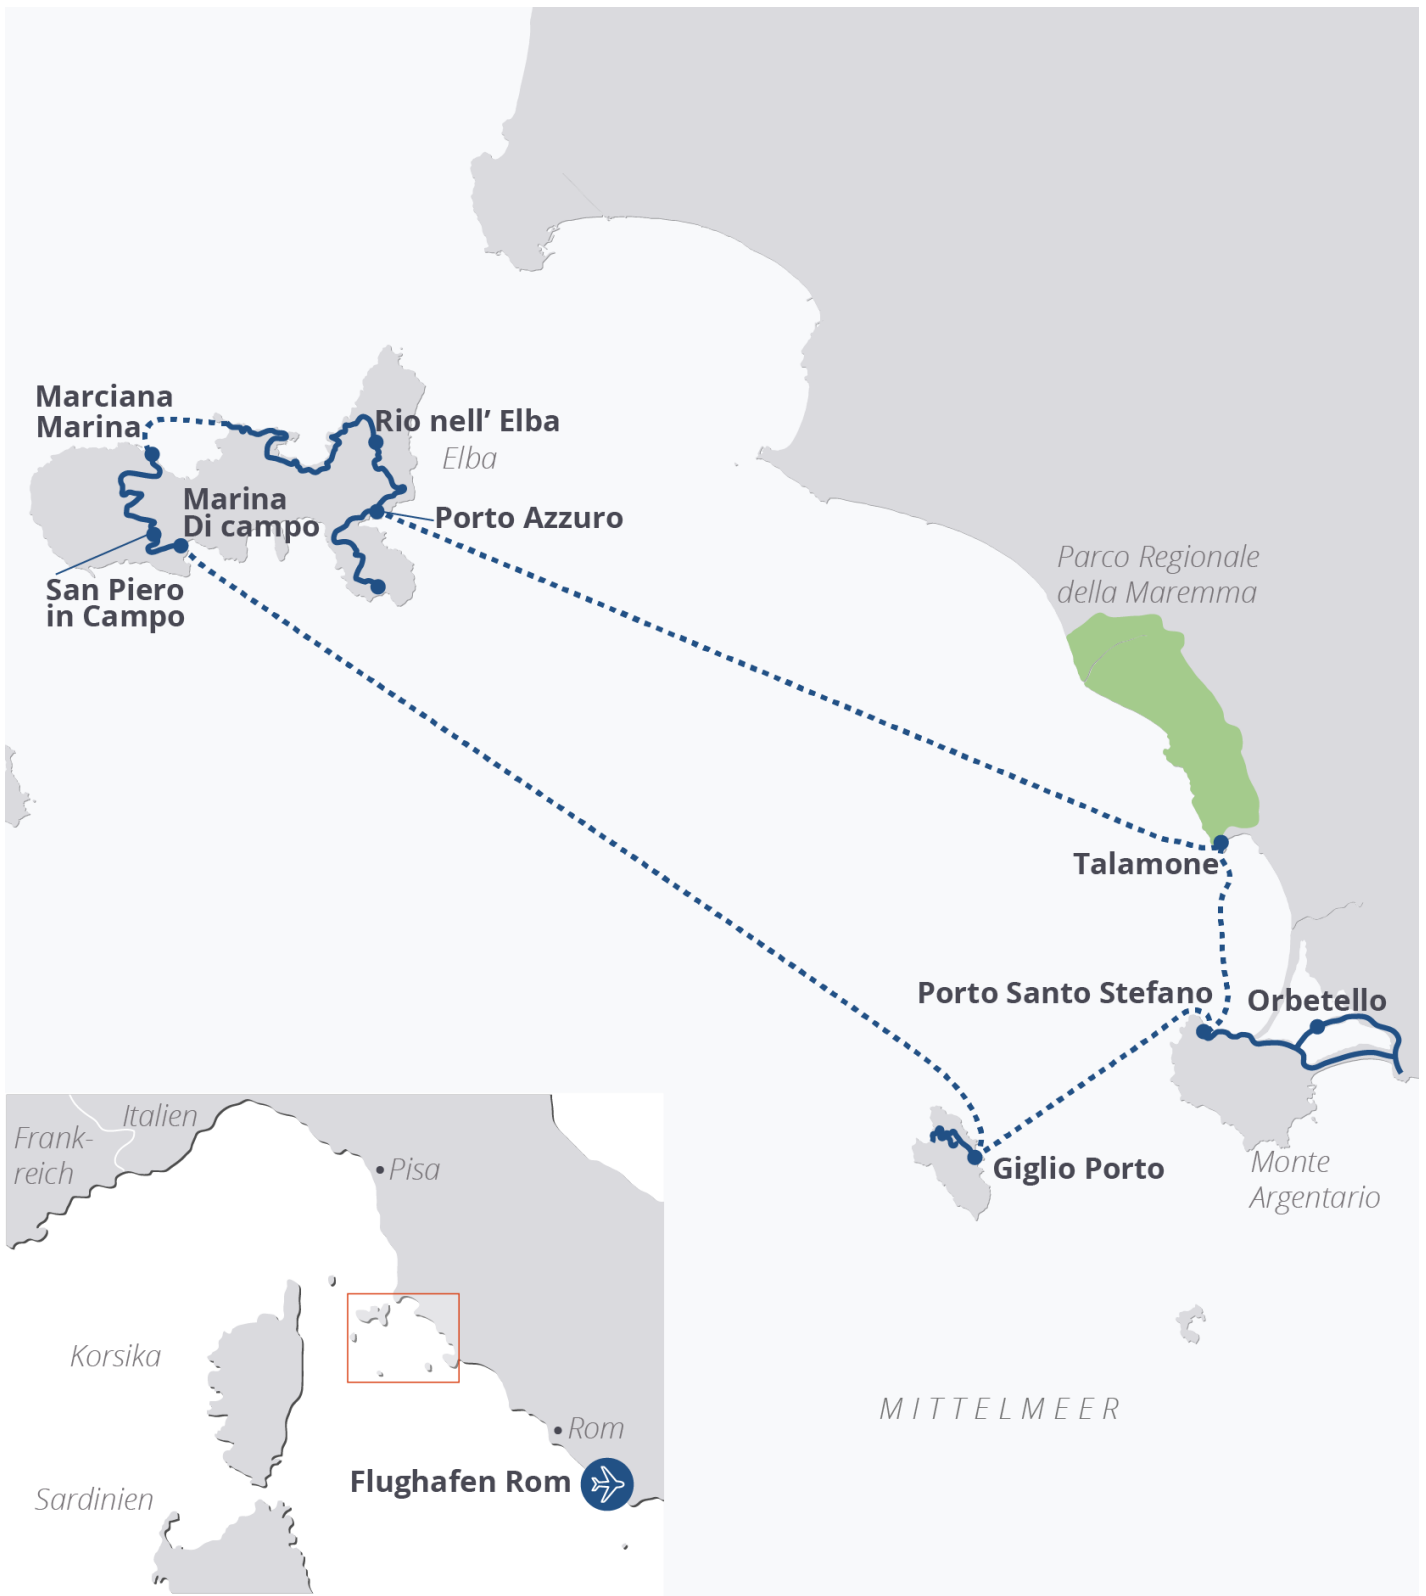 Marciana
Marina
Rio nell’ Elba
Elba
Marina
Di campo
Porto Azzuro
San Piero
in Campo
Parco Regionale
della Maremma
Talamone
Porto Santo Stefano
Orbetello
Giglio Porto
Monte
Argentario
MITTELMEER
Italien
Frank-
reich
Pisa
Korsika
Rom
Flughafen Rom
Sardinien